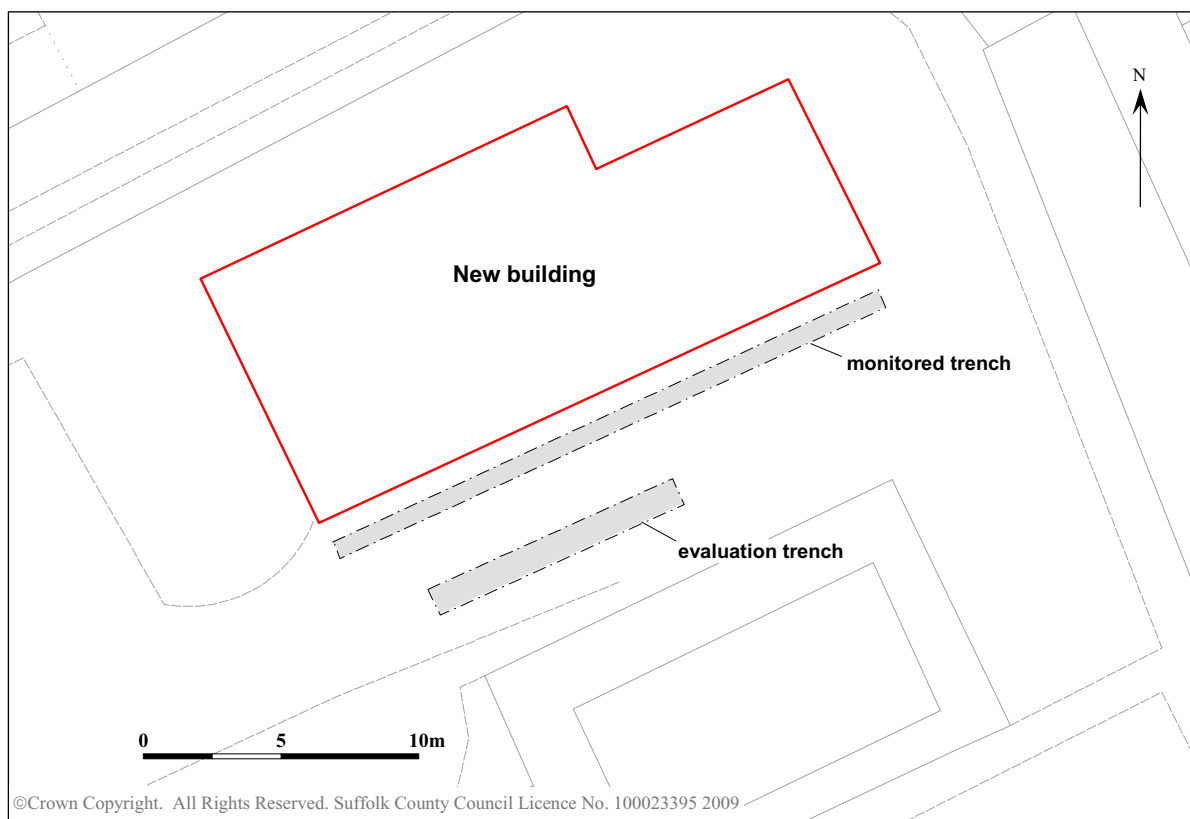 N
New building
monitored trench
evaluation trench
0 5 10m
©Crown Copyright. All Rights Reserved. Suffolk County Council Licence No. 100023395 2009